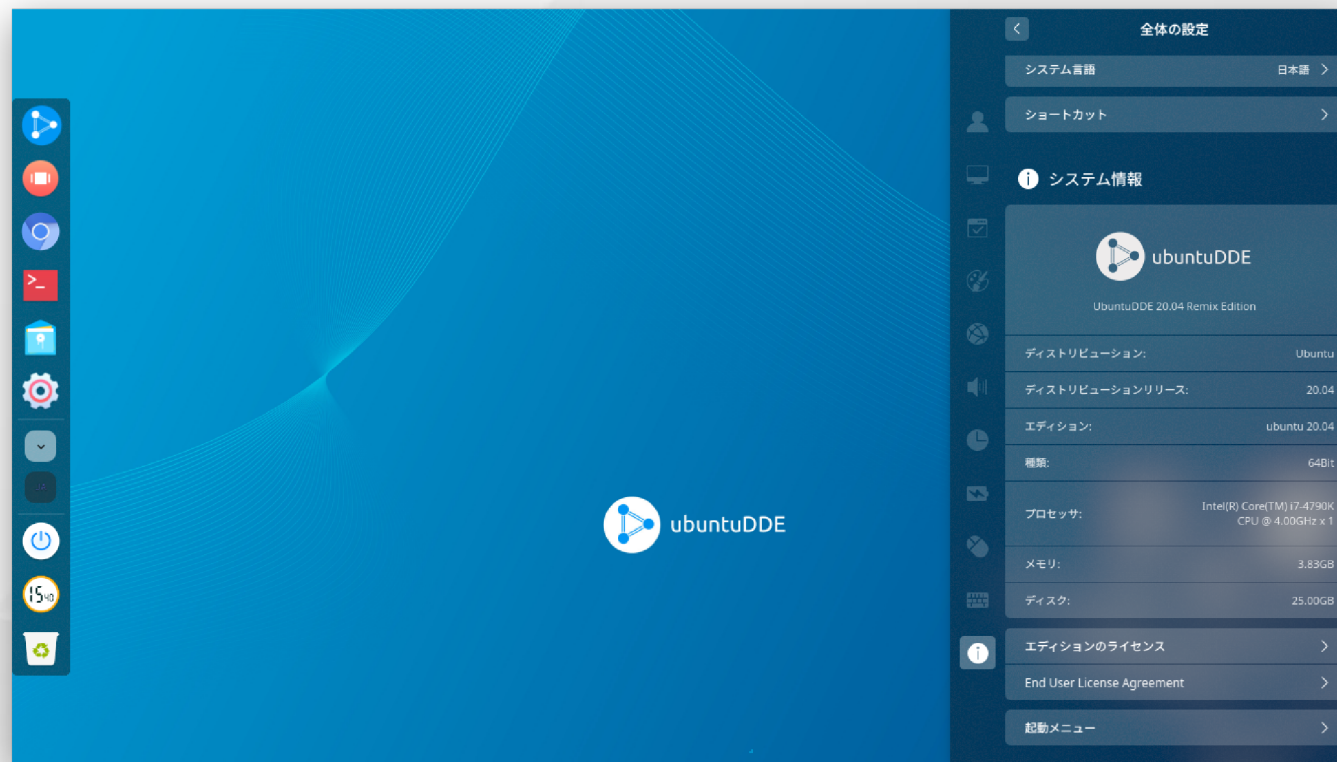 全体の設定
システム言語 日本語
ショートカット
システム情報
ubuntuDDE
UbuntuDDE 20.04 Remix Edition
ディストリビューション: Ubuntu
ディストリビューションリリース: 20.04
エディション: ubuntu 20.04
種類: 64Bit
プロセッサ: Intel(R) Core(TM) i7-4790K
CPU @ 4.00GHz x 1
メモリ: 3.83GB
ディスク: 25.00GB
エディションのライセンス
End User License Agreement
起動メニュー
ubuntuDDE
15 40